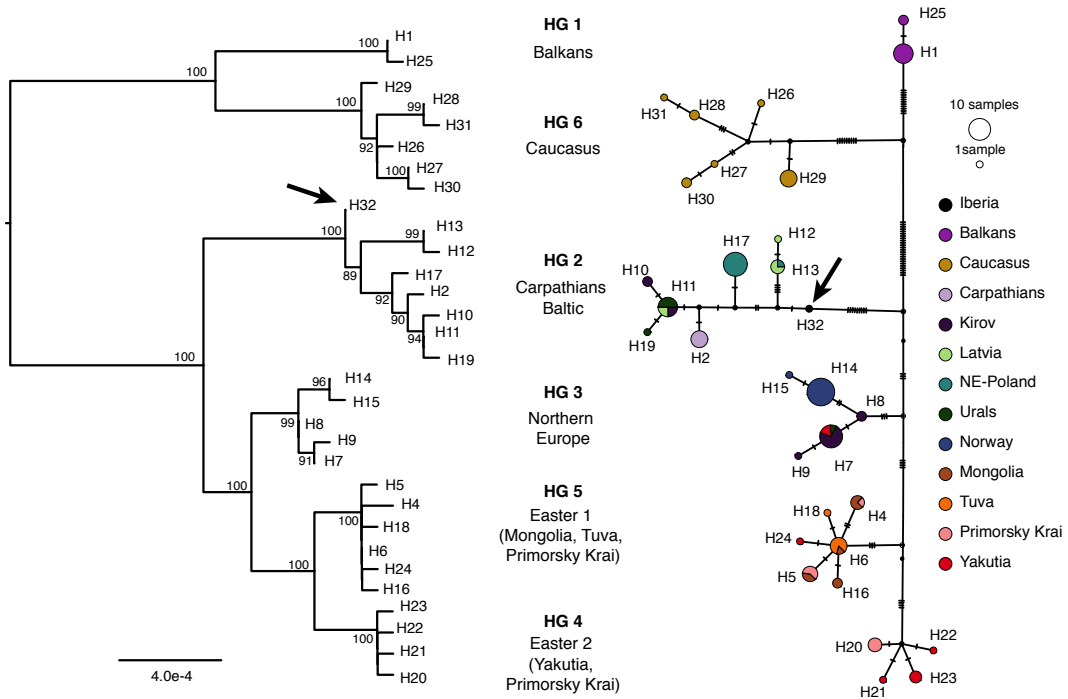 H1
100
H25
100
H29
100
H28
99
H31
92
H26
H27
100
H30
H32
100
H13
99
H12
89
H17
92
H2
90
H10
H11
94
H19
100
H14
96
H15
99
H8
H9
91
H7
100
H5
H4
100
H18
H6
H24
H16
100
H23
H22
100
H21
H20
4.0e-4
HG 1
Balkans
HG 6
Caucasus
HG 2
Carpathians
Baltic
HG 3
Northern
Europe
HG 5
Easter 1
(Mongolia, Tuva,
Primorsky Krai)
HG 4
Easter 2
(Yakutia,
Primorsky Krai)
H25
H1
H31
H28
H26
H27
H30
H29
H12
H17
H13
H10
H11
H32
H19
H2
H14
H15
H8
H9
H7
H18
H4
H24
H6
H5
H16
H20
H22
H21
H23
10 samples
1sample
Iberia
Balkans
Caucasus
Carpathians
Kirov
Latvia
NE-Poland
Urals
Norway
Mongolia
Tuva
Primorsky Krai
Yakutia